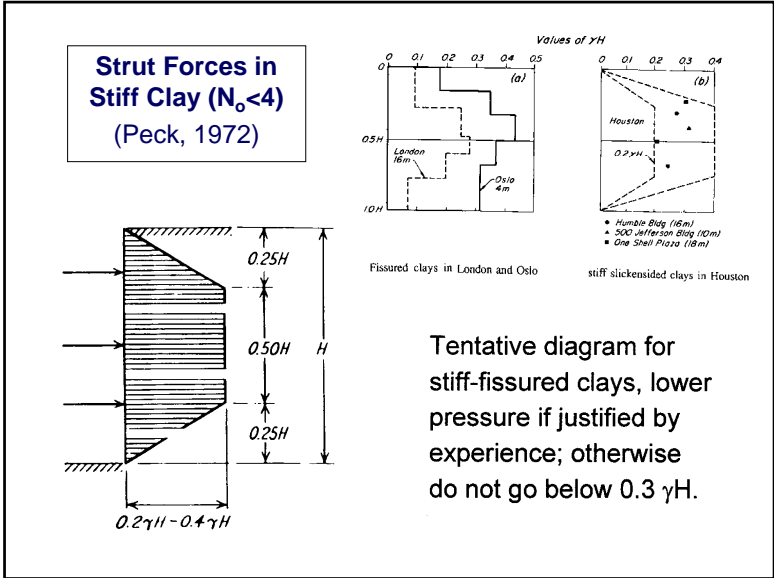 Strut Forces in
Stiff Clay (No<4)
(Peck, 1972)
Values of γH
0 0.1 0.2 0.3 0.4 0.5
0 0.2 0.4
0
0.5H
1.0H
(a)
London
16m
Oslo
4m
(b)
Houston
0.2γH
● Humble Bldg (16m)
▲ 500 Jefferson Bldg (10m)
■ One Shell Plaza (18m)
Fissured clays in London and Oslo
stiff slickensided clays in Houston
0.25H
0.50H
H
0.25H
0.2γH-0.4γH
Tentative diagram for
stiff-fissured clays, lower
pressure if justified by
experience; otherwise
do not go below 0.3 γH.